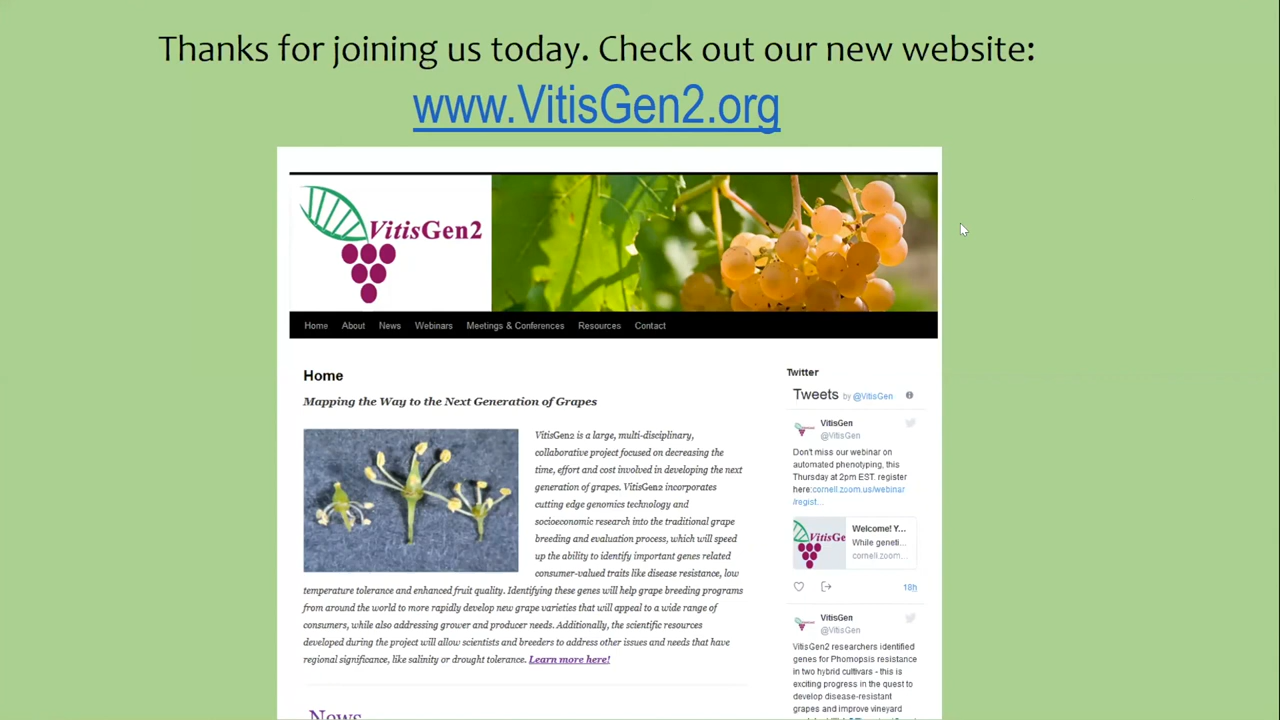 Thanks for joining us today. Check out our new website:
www.VitisGen2.org
VitisGen2
Home About News Webinars Meetings & Conferences Resources Contact
Home
Mapping the Way to the Next Generation of Grapes
VitisGen2 is a large, multi-disciplinary,
collaborative project focused on decreasing the
time, effort and cost involved in developing the next
generation of grapes. VitisGen2 incorporates
cutting edge genomics technology and
socioeconomic research into the traditional grape
breeding and evaluation process, which will speed
up the ability to identify important genes related
consumer-valued traits like disease resistance, low
temperature tolerance and enhanced fruit quality. Identifying these genes will help grape breeding programs
from around the world to more rapidly develop new grape varieties that will appeal to a wide range of
consumers, while also addressing grower and producer needs. Additionally, the scientific resources
developed during the project will allow scientists and breeders to address other issues and needs that have
regional significance, like salinity or drought tolerance. Learn more here!
News
Twitter
Tweets by @VitisGen
VitisGen
@VitisGen
Don't miss our webinar on
automated phenotyping, this
Thursday at 2pm EST. register
here:cornell.zoom.us/webinar
/regist…
VitisGe
Welcome! Y...
While geneti...
cornell.zoom...
18h
VitisGen
@VitisGen
VitisGen2 researchers identified
genes for Phomopsis resistance
in two hybrid cultivars - this is
exciting progress in the quest to
develop disease-resistant
grapes and improve vineyard